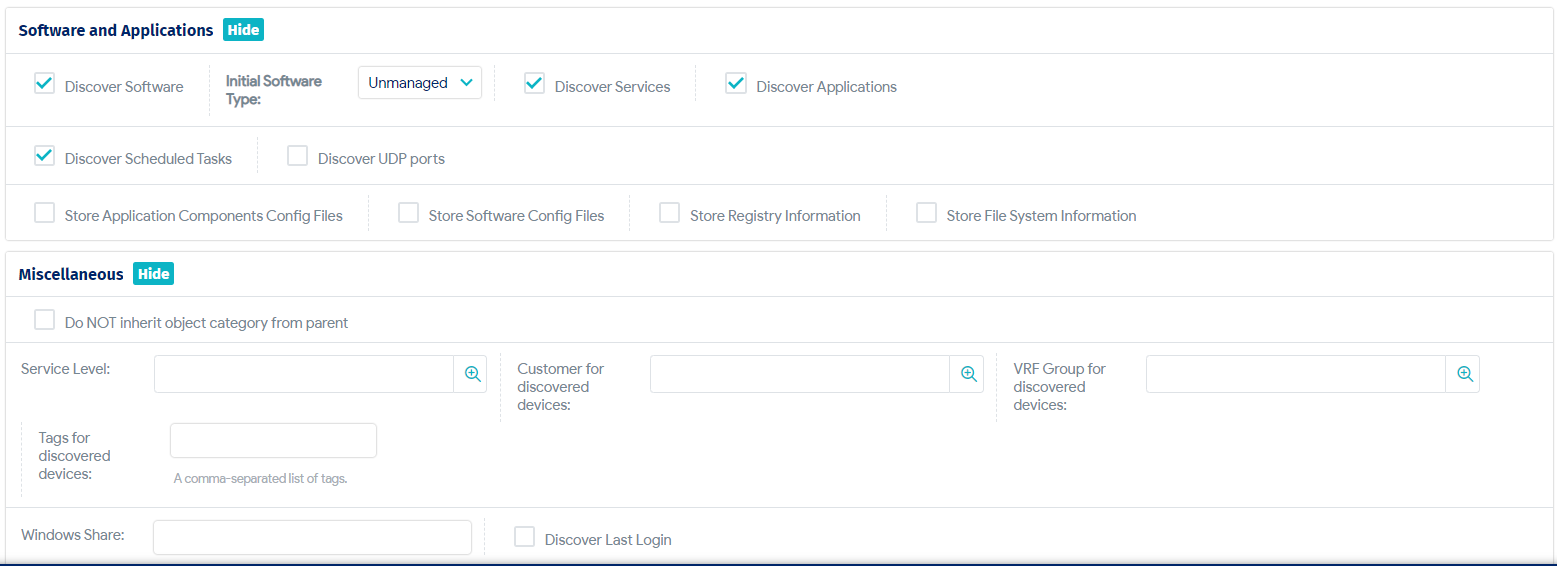 Software and Applications Hide
Discover Software
Initial Software
Type:
Unmanaged
Discover Services
Discover Applications
Discover Scheduled Tasks
Discover UDP ports
Store Application Components Config Files
Store Software Config Files
Store Registry Information
Store File System Information
Miscellaneous Hide
Do NOT inherit object category from parent
Service Level:
Customer for
discovered
devices:
VRF Group for
discovered
devices:
Tags for
discovered
devices:
A comma-separated list of tags.
Windows Share:
Discover Last Login